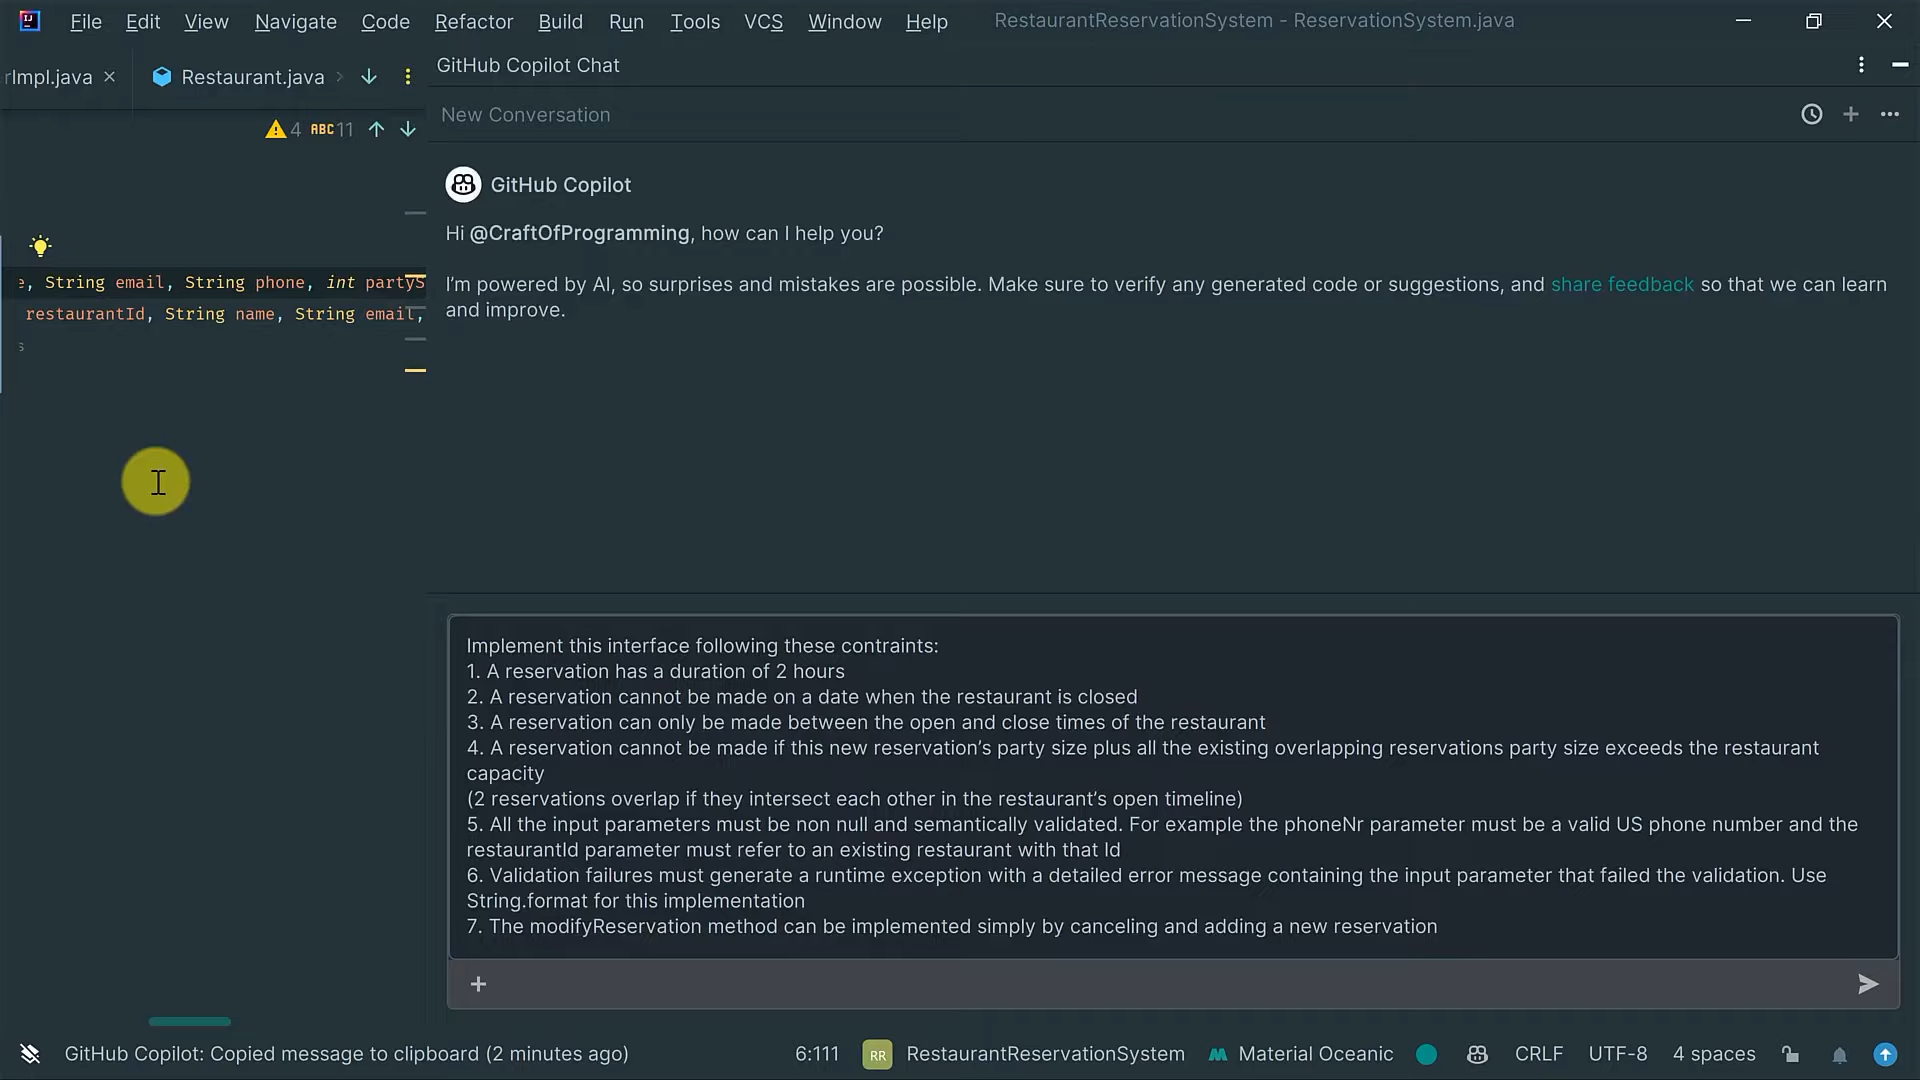 File Edit View Navigate Code Refactor Build Run Tools VCS Window Help RestaurantReservationSystem - ReservationSystem.java
rImpl.java Restaurant.java
GitHub Copilot Chat
New Conversation
4 ABC 11
GitHub Copilot
Hi @CraftOfProgramming, how can I help you?
I'm powered by AI, so surprises and mistakes are possible. Make sure to verify any generated code or suggestions, and share feedback so that we can learn
and improve.
e, String email, String phone, int partyS
restaurantId, String name, String email,
s
Implement this interface following these contraints:
1. A reservation has a duration of 2 hours
2. A reservation cannot be made on a date when the restaurant is closed
3. A reservation can only be made between the open and close times of the restaurant
4. A reservation cannot be made if this new reservation's party size plus all the existing overlapping reservations party size exceeds the restaurant
capacity
(2 reservations overlap if they intersect each other in the restaurant's open timeline)
5. All the input parameters must be non null and semantically validated. For example the phoneNr parameter must be a valid US phone number and the
restaurantId parameter must refer to an existing restaurant with that Id
6. Validation failures must generate a runtime exception with a detailed error message containing the input parameter that failed the validation. Use
String.format for this implementation
7. The modifyReservation method can be implemented simply by canceling and adding a new reservation
GitHub Copilot: Copied message to clipboard (2 minutes ago) 6:111 RR RestaurantReservationSystem Material Oceanic CRLF UTF-8 4 spaces